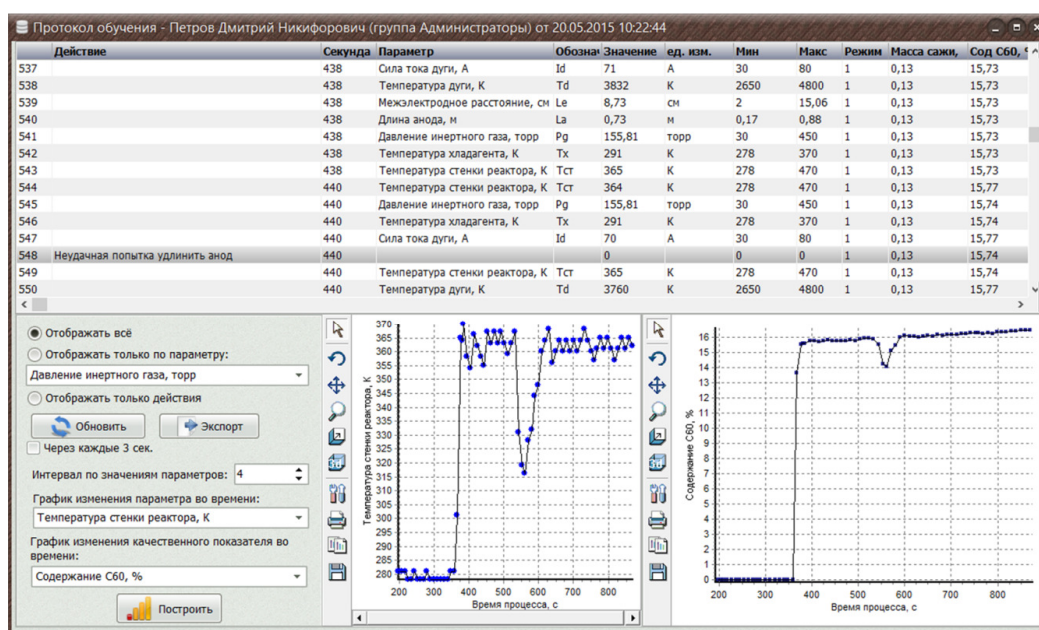 Протокол обучения - Петров Дмитрий Никифорович (группа Администраторы) от 20.05.2015 10:22:44
Действие Секунда Параметр Обознач Значение ед. изм. Мин Макс Режим Масса сажи, Сод C60, %
537 438 Сила тока дуги, А Id 71 А 30 80 1 0,13 15,73
538 438 Температура дуги, К Td 3832 К 2650 4800 1 0,13 15,73
539 438 Межэлектродное расстояние, см Le 8,73 см 2 15,06 1 0,13 15,73
540 438 Длина анода, м La 0,73 м 0,17 0,88 1 0,13 15,73
541 438 Давление инертного газа, торр Pg 155,81 торр 30 450 1 0,13 15,73
542 438 Температура хладагента, К Tx 291 К 278 370 1 0,13 15,73
543 438 Температура стенки реактора, К Tст 365 К 278 470 1 0,13 15,73
544 440 Температура стенки реактора, К Tст 364 К 278 470 1 0,13 15,77
545 440 Давление инертного газа, торр Pg 155,81 торр 30 450 1 0,13 15,74
546 440 Температура хладагента, К Tx 291 К 278 370 1 0,13 15,74
547 440 Сила тока дуги, А Id 70 А 30 80 1 0,13 15,77
548 Неудачная попытка удлинить анод 440 0 0 0 1 0,13 15,74
549 440 Температура стенки реактора, К Tст 365 К 278 470 1 0,13 15,74
550 440 Температура дуги, К Td 3760 К 2650 4800 1 0,13 15,77
Отображать всё
Отображать только по параметру:
Давление инертного газа, торр
Отображать только действия
Обновить Экспорт
Через каждые 3 сек.
Интервал по значениям параметров: 4
График изменения параметра во времени:
Температура стенки реактора, К
График изменения качественного показателя во
времени:
Содержание C60, %
Построить
Температура стенки реактора, К
370
365
360
355
350
345
340
335
330
325
320
315
310
305
300
295
290
285
280
200 300 400 500 600 700 800
Время процесса, с
3d
Содержание C60, %
16
15
14
13
12
11
10
9
8
7
6
5
4
3
2
1
0
200 300 400 500 600 700 800
Время процесса, с
3d